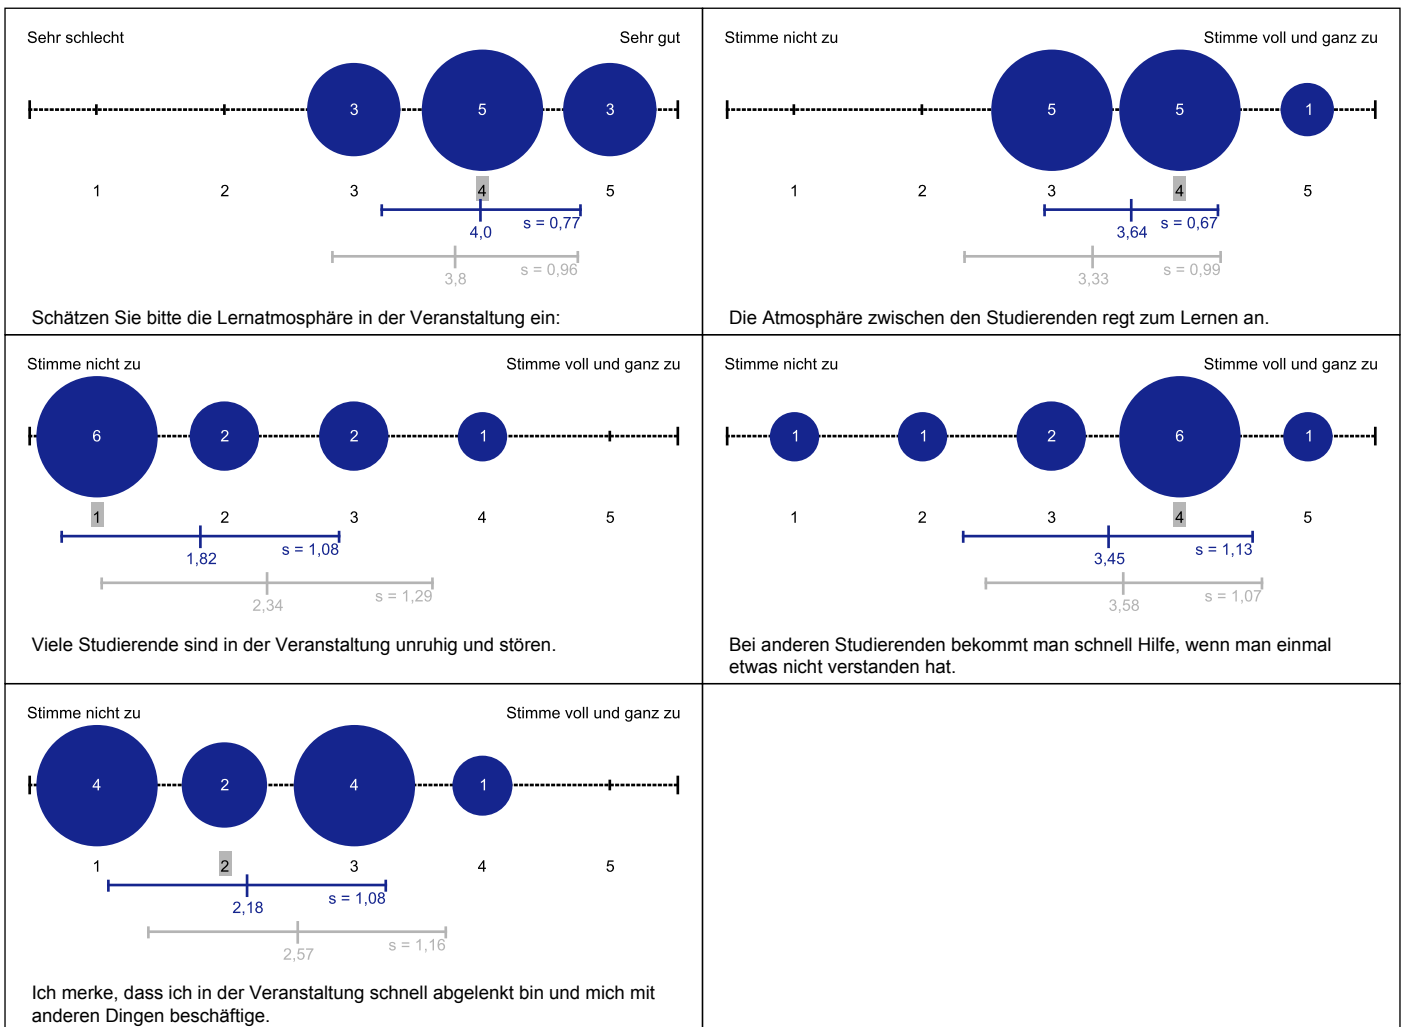 Sehr schlecht Sehr gut
3 5 3
1 2 3 4 5
s = 0,77
4,0
s = 0,96
3,8
Schätzen Sie bitte die Lernatmosphäre in der Veranstaltung ein:
Stimme nicht zu Stimme voll und ganz zu
5 5 1
1 2 3 4 5
s = 0,67
3,64
s = 0,99
3,33
Die Atmosphäre zwischen den Studierenden regt zum Lernen an.
Stimme nicht zu Stimme voll und ganz zu
6 2 2 1
1 2 3 4 5
s = 1,08
1,82
s = 1,29
2,34
Viele Studierende sind in der Veranstaltung unruhig und stören.
Stimme nicht zu Stimme voll und ganz zu
1 1 2 6 1
1 2 3 4 5
s = 1,13
3,45
s = 1,07
3,58
Bei anderen Studierenden bekommt man schnell Hilfe, wenn man einmal
etwas nicht verstanden hat.
Stimme nicht zu Stimme voll und ganz zu
4 2 4 1
1 2 3 4 5
s = 1,08
2,18
s = 1,16
2,57
Ich merke, dass ich in der Veranstaltung schnell abgelenkt bin und mich mit
anderen Dingen beschäftige.